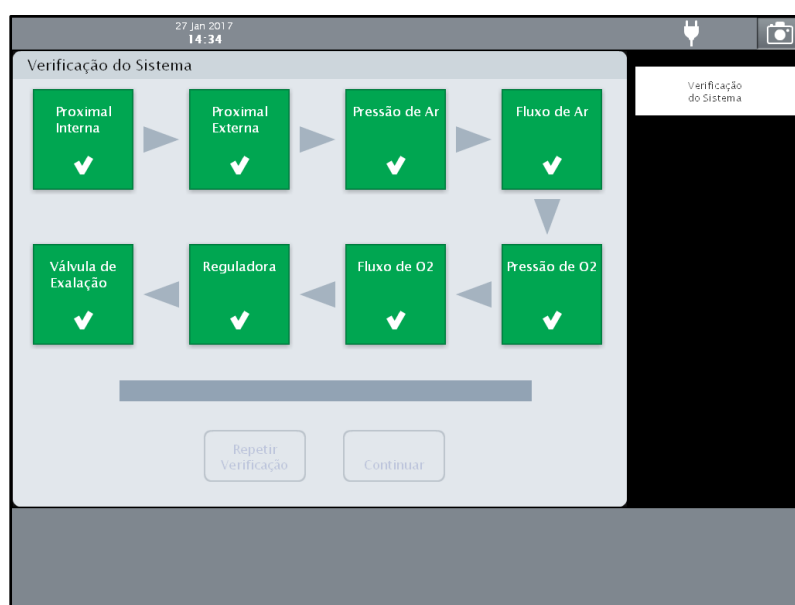 27 Jan 2017
14:34
Verificação do Sistema
Verificação
do Sistema
Proximal
Interna
Proximal
Externa
Pressão de Ar
Fluxo de Ar
Válvula de
Exalação
Reguladora
Fluxo de O2
Pressão de O2
Repetir
Verificação
Continuar